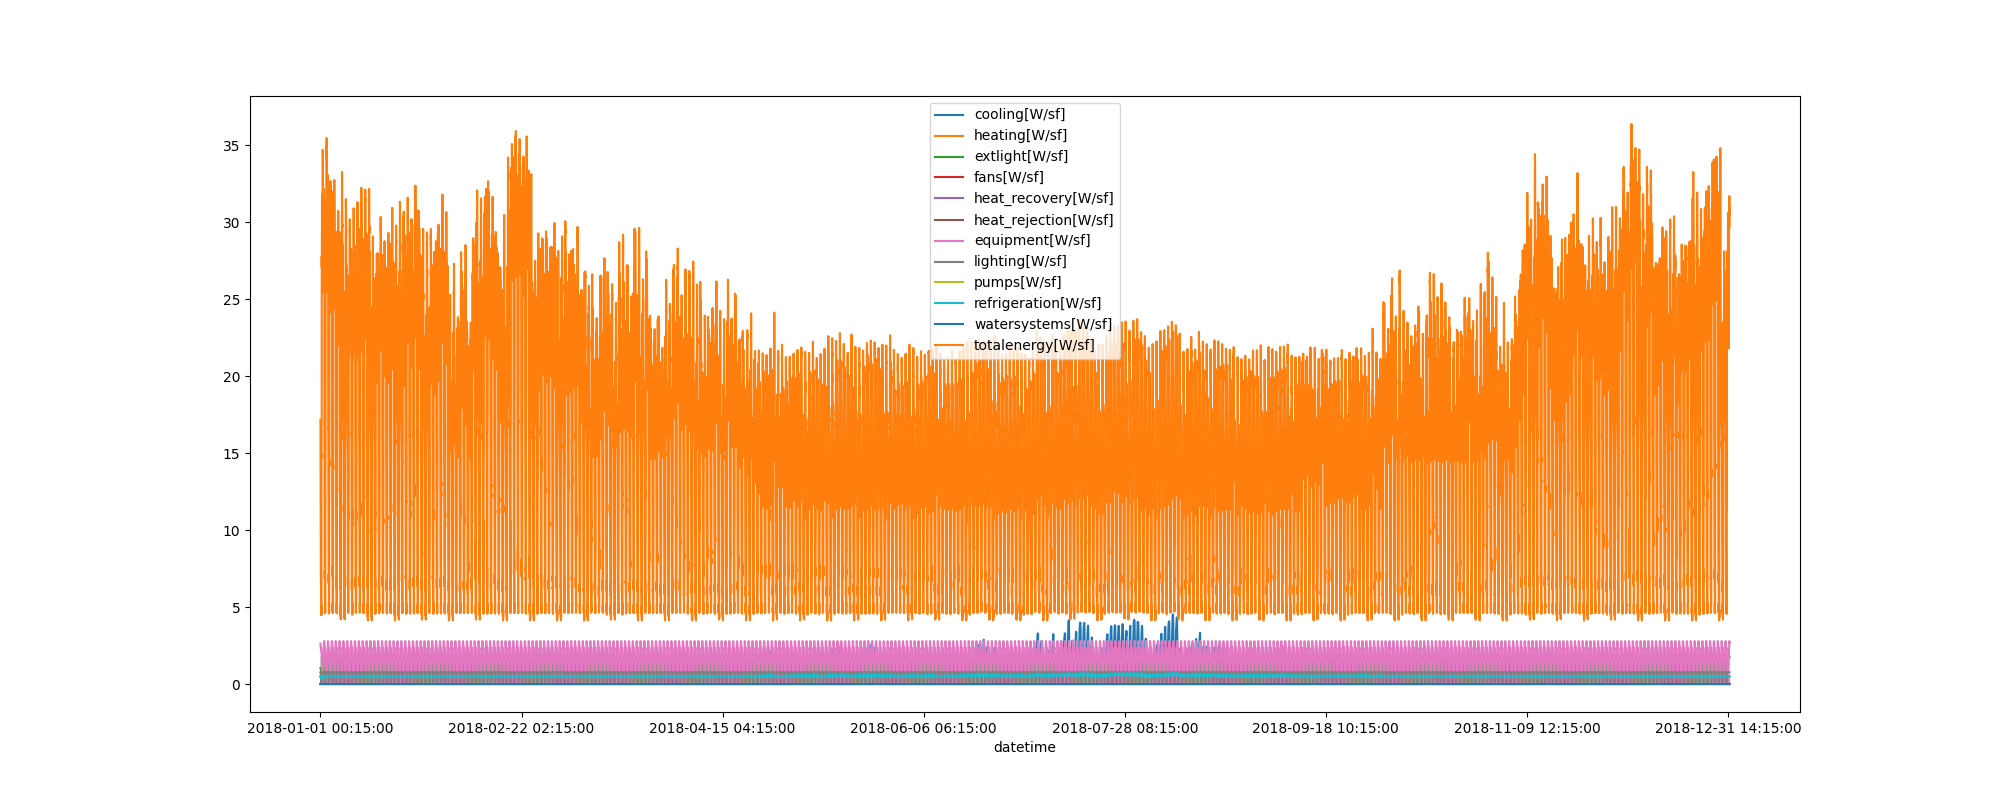 cooling[W/sf]
heating[W/sf]
extlight[W/sf]
fans[W/sf]
heat_recovery[W/sf]
heat_rejection[W/sf]
equipment[W/sf]
lighting[W/sf]
pumps[W/sf]
refrigeration[W/sf]
watersystems[W/sf]
totalenergy[W/sf]
35
30
25
20
15
10
5
0
2018-01-01 00:15:00 2018-02-22 02:15:00 2018-04-15 04:15:00 2018-06-06 06:15:00 2018-07-28 08:15:00 2018-09-18 10:15:00 2018-11-09 12:15:00 2018-12-31 14:15:00
datetime